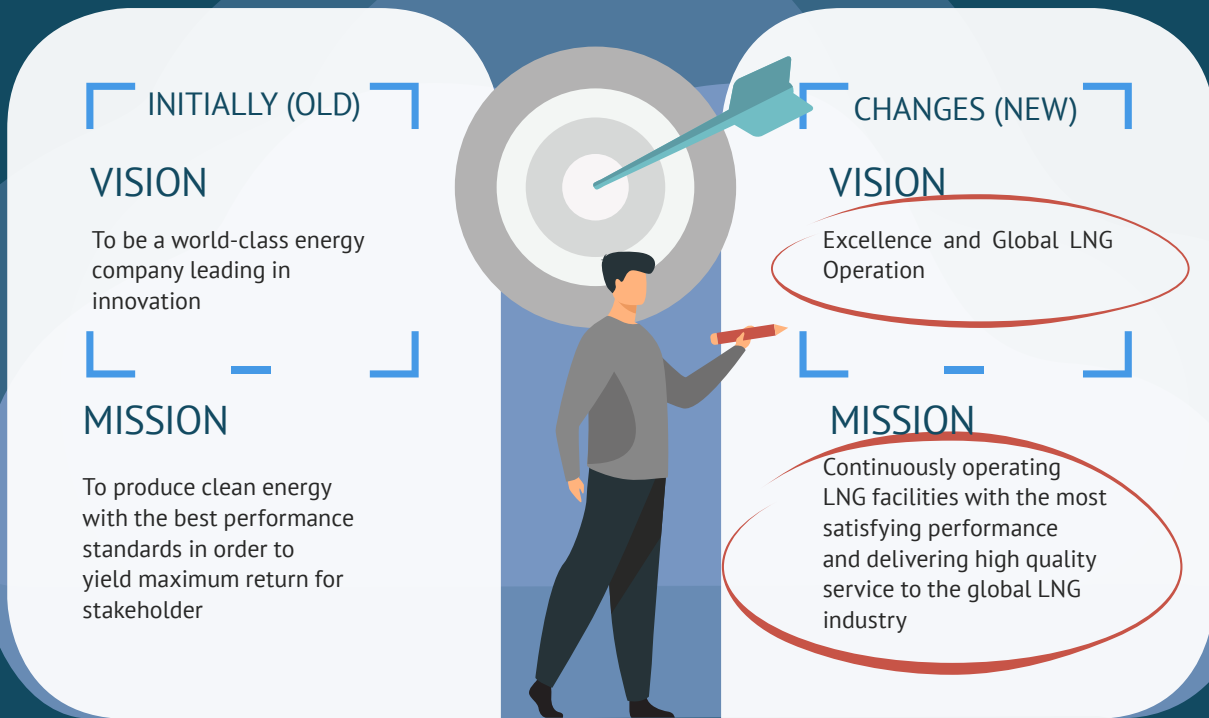 INITIALLY (OLD)
VISION
To be a world-class energy
company leading in
innovation
MISSION
To produce clean energy
with the best performance
standards in order to
yield maximum return for
stakeholder
CHANGES (NEW)
VISION
Excellence and Global LNG
Operation
MISSION
Continuously operating
LNG facilities with the most
satisfying performance
and delivering high quality
service to the global LNG
industry